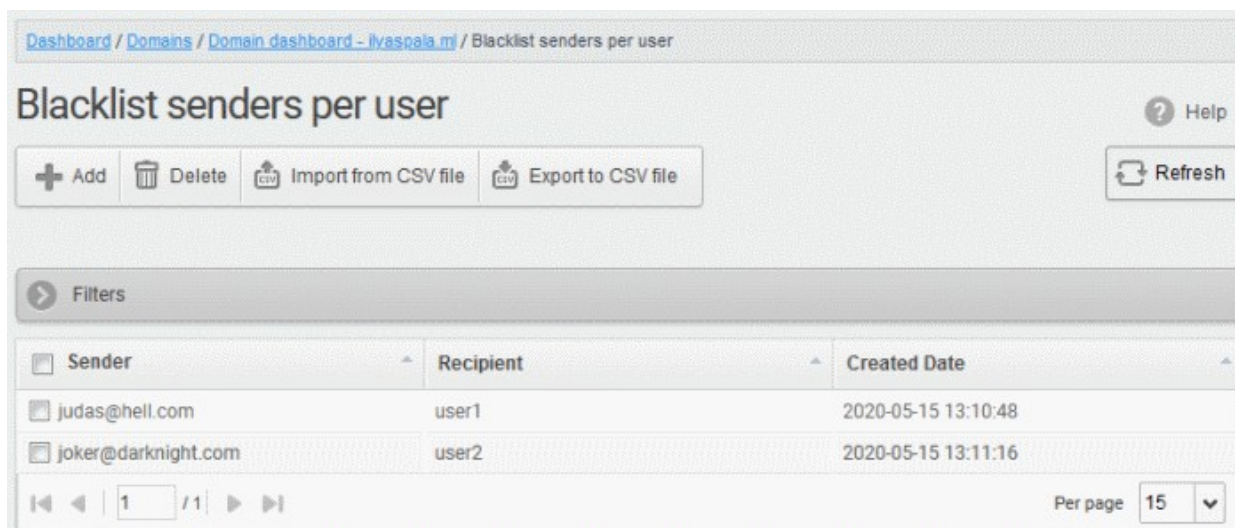 Dashboard / Domains / Domain dashboard - ilyaspala.ml / Blacklist senders per user
Blacklist senders per user
Help
Add Delete Import from CSV file Export to CSV file Refresh
Filters
Sender Recipient Created Date
judas@hell.com user1 2020-05-15 13:10:48
joker@darknight.com user2 2020-05-15 13:11:16
1 / 1 Per page 15